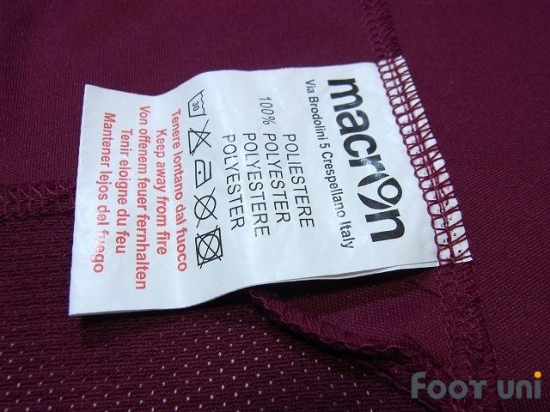 macron
Via Brodolini 5 Crespellano Italy
POLIESTERE
100% POLYESTER
POLYESTERE
POLYESTER
30
Tenere lontano dal fuoco
Keep away from fire
Von offenem feuer fernhalten
Tenir eloigne du feu
Mantener lejos del fuego
FOOT UNi